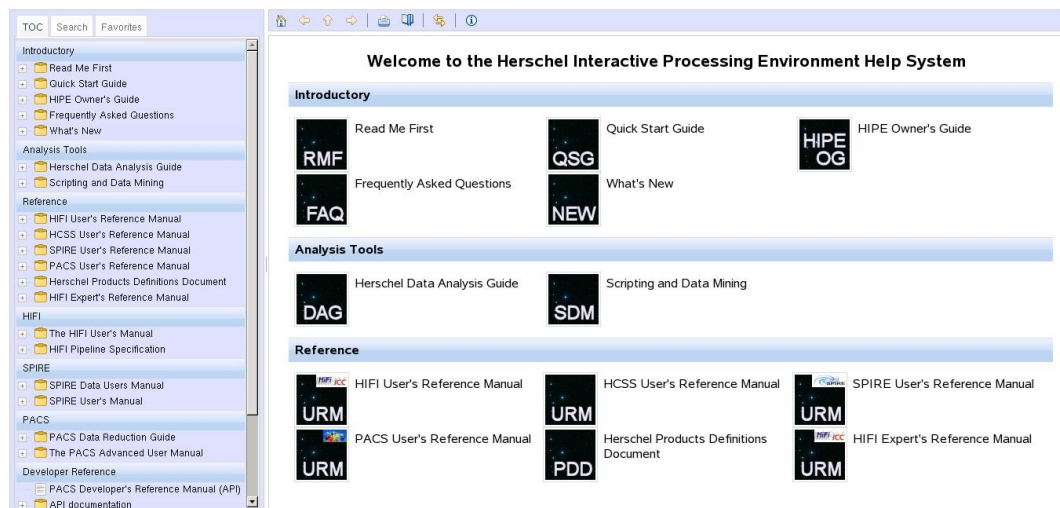 TOC Search Favorites
Introductory
Read Me First
Quick Start Guide
HIPE Owner's Guide
Frequently Asked Questions
What's New
Analysis Tools
Herschel Data Analysis Guide
Scripting and Data Mining
Reference
HIFI User's Reference Manual
HCSS User's Reference Manual
SPIRE User's Reference Manual
PACS User's Reference Manual
Herschel Products Definitions Document
HIFI Expert's Reference Manual
HIFI
The HIFI User's Manual
HIFI Pipeline Specification
SPIRE
SPIRE Data Users Manual
SPIRE User's Manual
PACS
PACS Data Reduction Guide
The PACS Advanced User Manual
Developer Reference
PACS Developer's Reference Manual (API)
API documentation
Welcome to the Herschel Interactive Processing Environment Help System
Introductory
RMF Read Me First
QSG Quick Start Guide
HIPE OG HIPE Owner's Guide
FAQ Frequently Asked Questions
NEW What's New
Analysis Tools
DAG Herschel Data Analysis Guide
SDM Scripting and Data Mining
Reference
HIFI ICC URM HIFI User's Reference Manual
URM HCSS User's Reference Manual
SPIRE URM SPIRE User's Reference Manual
URM PACS User's Reference Manual
PDD Herschel Products Definitions
Document
HIFI ICC URM HIFI Expert's Reference Manual